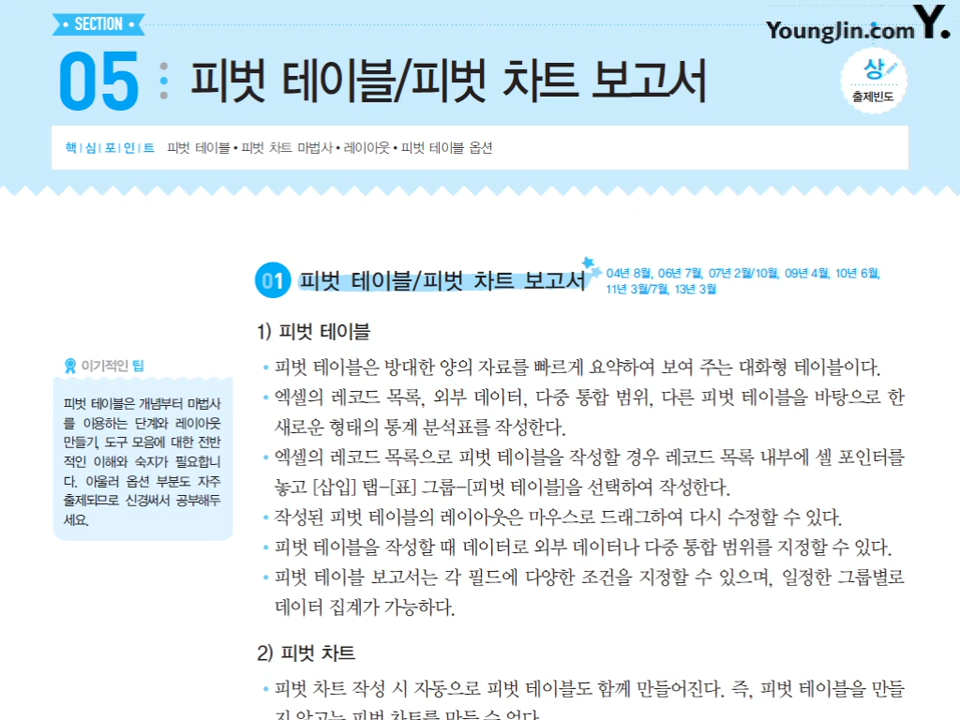 SECTION
YoungJin.com Y.
05 피벗 테이블/피벗 차트 보고서
상
출제빈도
핵|심|포|인|트 피벗 테이블 • 피벗 차트 마법사 • 레이아웃 • 피벗 테이블 옵션
01 피벗 테이블/피벗 차트 보고서
04년 8월, 06년 7월, 07년 2월/10월, 09년 4월, 10년 6월,
11년 3월/7월, 13년 3월
1) 피벗 테이블
• 피벗 테이블은 방대한 양의 자료를 빠르게 요약하여 보여 주는 대화형 테이블이다.
• 엑셀의 레코드 목록, 외부 데이터, 다중 통합 범위, 다른 피벗 테이블을 바탕으로 한
새로운 형태의 통계 분석표를 작성한다.
• 엑셀의 레코드 목록으로 피벗 테이블을 작성할 경우 레코드 목록 내부에 셀 포인터를
놓고 [삽입] 탭-[표] 그룹-[피벗 테이블]을 선택하여 작성한다.
• 작성된 피벗 테이블의 레이아웃은 마우스로 드래그하여 다시 수정할 수 있다.
• 피벗 테이블을 작성할 때 데이터로 외부 데이터나 다중 통합 범위를 지정할 수 있다.
• 피벗 테이블 보고서는 각 필드에 다양한 조건을 지정할 수 있으며, 일정한 그룹별로
데이터 집계가 가능하다.
이기적인 팁
피벗 테이블은 개념부터 마법사
를 이용하는 단계와 레이아웃
만들기, 도구 모음에 대한 전반
적인 이해와 숙지가 필요합니
다. 아울러 옵션 부분도 자주
출제되므로 신경써서 공부해두
세요.
2) 피벗 차트
• 피벗 차트 작성 시 자동으로 피벗 테이블도 함께 만들어진다. 즉, 피벗 테이블을 만들
지 않고는 피벗 차트를 만들 수 없다.